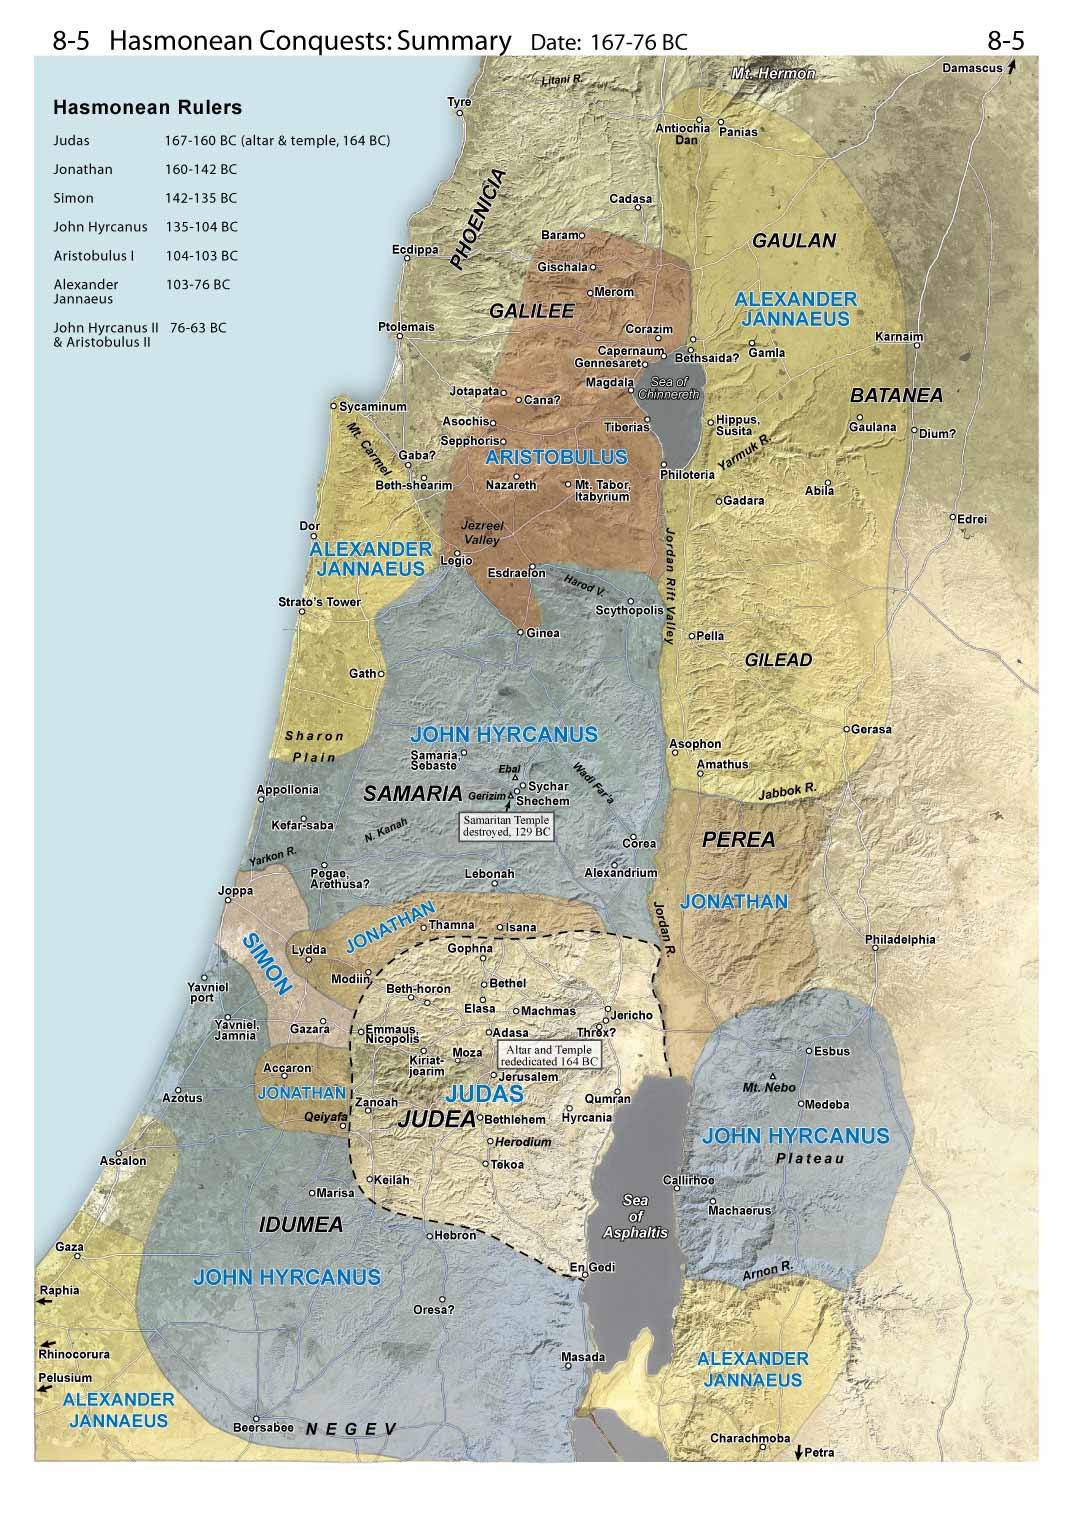 8-5 Hasmonean Conquests: Summary Date: 167-76 BC 8-5
Hasmonean Rulers
Judas 167-160 BC (altar & temple, 164 BC)
Jonathan 160-142 BC
Simon 142-135 BC
John Hyrcanus 135-104 BC
Aristobulus I 104-103 BC
Alexander 103-76 BC
Jannaeus
John Hyrcanus II 76-63 BC
& Aristobulus II
Litani R.
Mt. Hermon
Damascus
Tyre
Antiochia
Dan
Panias
PHOENICIA
Cadasa
Baram
GAULAN
Ecdippa
Gischala
Merom
GALILEE
ALEXANDER
JANNAEUS
Ptolemais
Corazim
Karnaim
Capernaum
Bethsaida?
Gamla
Gennesaret
Magdala
Sea of
Chinnereth
Jotapata
Cana?
BATANEA
Sycaminum
Asochis
Tiberias
Hippus,
Susita
Gaulana
Dium?
Mt. Carmel
Sepphoris
Gaba?
ARISTOBULUS
Yarmuk R.
Philoteria
Beth-shearim
Nazareth
Mt. Tabor,
Itabyrium
Gadara
Abila
Edrei
Dor
Jezreel
Valley
ALEXANDER
JANNAEUS
Legio
Esdraelon
Harod V.
Jordan Rift Valley
Strato's Tower
Scythopolis
Ginea
Pella
Gath
GILEAD
Sharon
Plain
JOHN HYRCANUS
Gerasa
Asophon
Samaria,
Sebaste
Ebal
Amathus
Wadi Far'a
Appollonia
SAMARIA
Gerizim
Sychar
Shechem
Jabbok R.
Samaritan Temple
destroyed, 129 BC
Kefar-saba
N. Kanah
Corea
PEREA
Yarkon R.
Pegae,
Arethusa?
Lebonah
Alexandrium
Joppa
JONATHAN
JONATHAN
Thamna
Isana
Jordan R.
SIMON
Lydda
Gophna
Philadelphia
Modiin
Beth-horon
Bethel
Yavniel
port
Elasa
Machmas
Jericho
Yavniel,
Jamnia
Gazara
Emmaus,
Nicopolis
Adasa
Threx?
Kiriat-
jearim
Moza
Altar and Temple
rededicated 164 BC
Esbus
Accaron
Jerusalem
Mt. Nebo
Azotus
JONATHAN
Zanoah
JUDAS
Qumran
Medeba
Qeiyafa
JUDEA
Bethlehem
Hyrcania
JOHN HYRCANUS
Plateau
Herodium
Ascalon
Tekoa
Keilah
Callirhoe
Marisa
Machaerus
Sea
of
Asphaltis
IDUMEA
Hebron
Gaza
En Gedi
Arnon R.
JOHN HYRCANUS
Raphia
Oresa?
Rhinocorura
Masada
ALEXANDER
JANNAEUS
Pelusium
ALEXANDER
JANNAEUS
Beersabee
NEGEV
Charachmoba
Petra